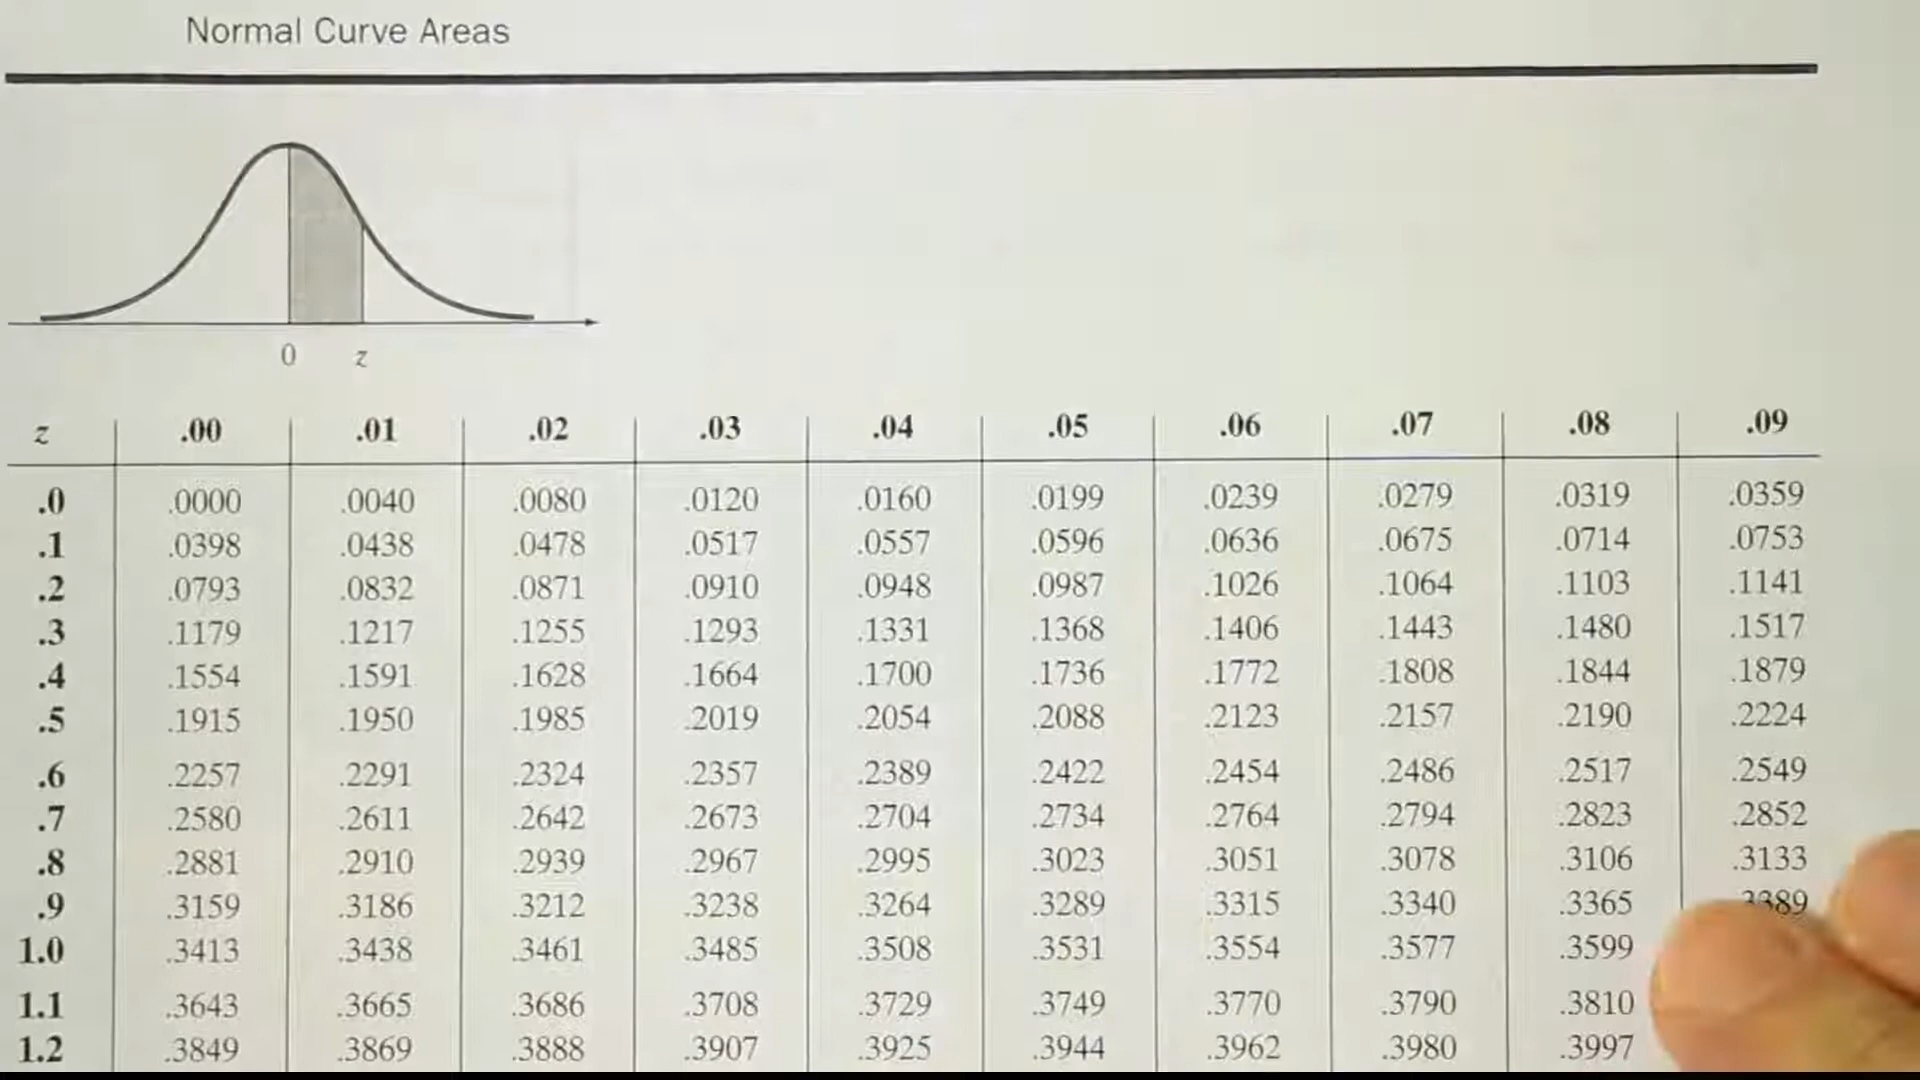 Normal Curve Areas
0 z
z .00 .01 .02 .03 .04 .05 .06 .07 .08 .09
.0 .0000 .0040 .0080 .0120 .0160 .0199 .0239 .0279 .0319 .0359
.1 .0398 .0438 .0478 .0517 .0557 .0596 .0636 .0675 .0714 .0753
.2 .0793 .0832 .0871 .0910 .0948 .0987 .1026 .1064 .1103 .1141
.3 .1179 .1217 .1255 .1293 .1331 .1368 .1406 .1443 .1480 .1517
.4 .1554 .1591 .1628 .1664 .1700 .1736 .1772 .1808 .1844 .1879
.5 .1915 .1950 .1985 .2019 .2054 .2088 .2123 .2157 .2190 .2224
.6 .2257 .2291 .2324 .2357 .2389 .2422 .2454 .2486 .2517 .2549
.7 .2580 .2611 .2642 .2673 .2704 .2734 .2764 .2794 .2823 .2852
.8 .2881 .2910 .2939 .2967 .2995 .3023 .3051 .3078 .3106 .3133
.9 .3159 .3186 .3212 .3238 .3264 .3289 .3315 .3340 .3365
1.0 .3413 .3438 .3461 .3485 .3508 .3531 .3554 .3577 .3599
1.1 .3643 .3665 .3686 .3708 .3729 .3749 .3770 .3790 .3810
1.2 .3849 .3869 .3888 .3907 .3925 .3944 .3962 .3980 .3997